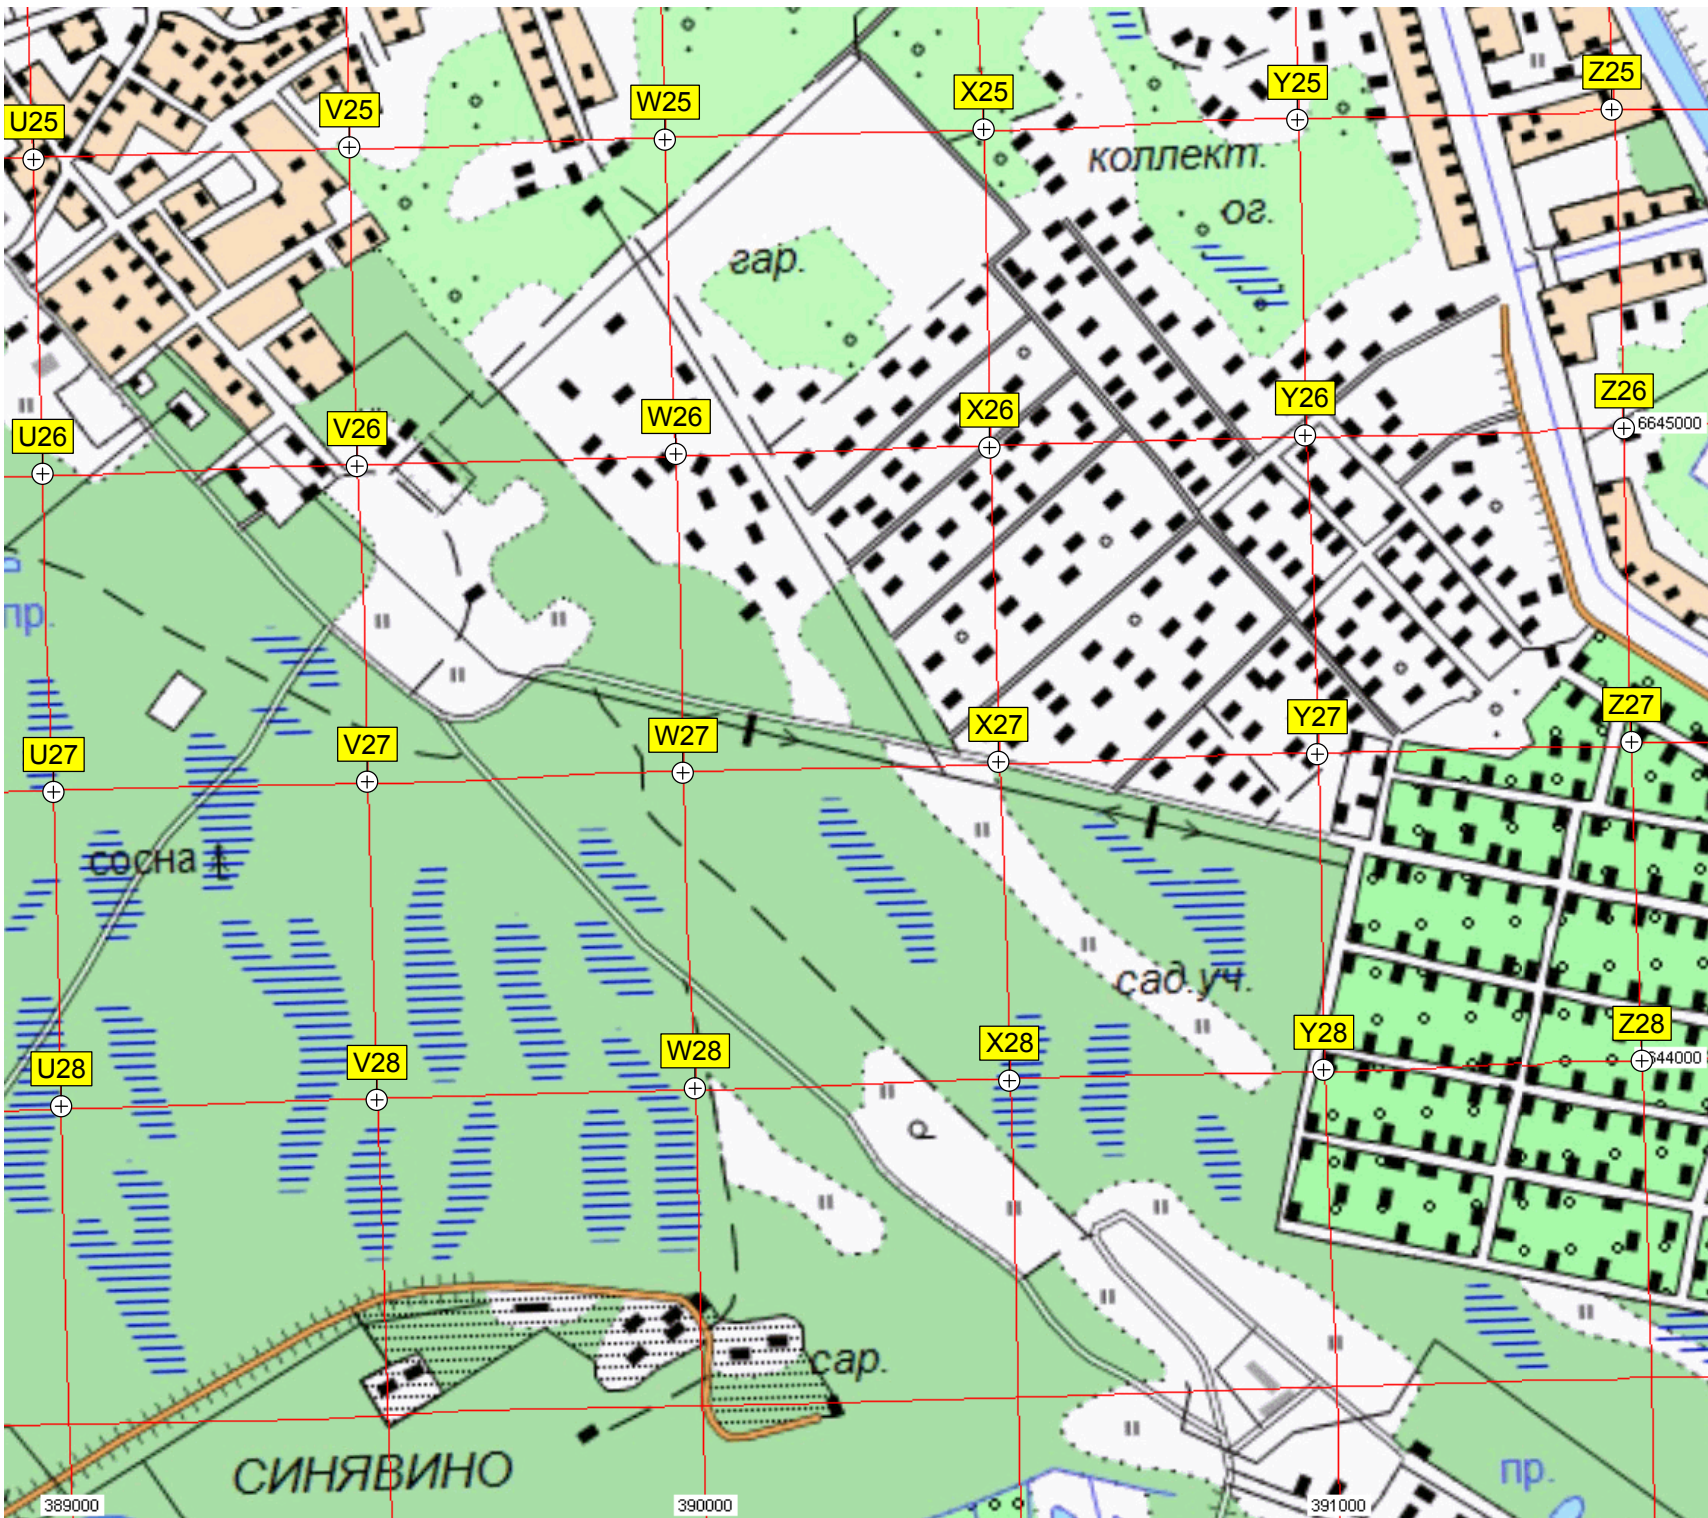 U25
V25
W25
X25
Y25
Z25
коллект.
ог.
гар.
U26
V26
W26
X26
Y26
Z26
6645000
пр.
U27
V27
W27
X27
Y27
Z27
сосна
сад.уч.
U28
V28
W28
X28
Y28
Z28
644000
Р
сар.
СИНЯВИНО
пр.
389000
390000
391000